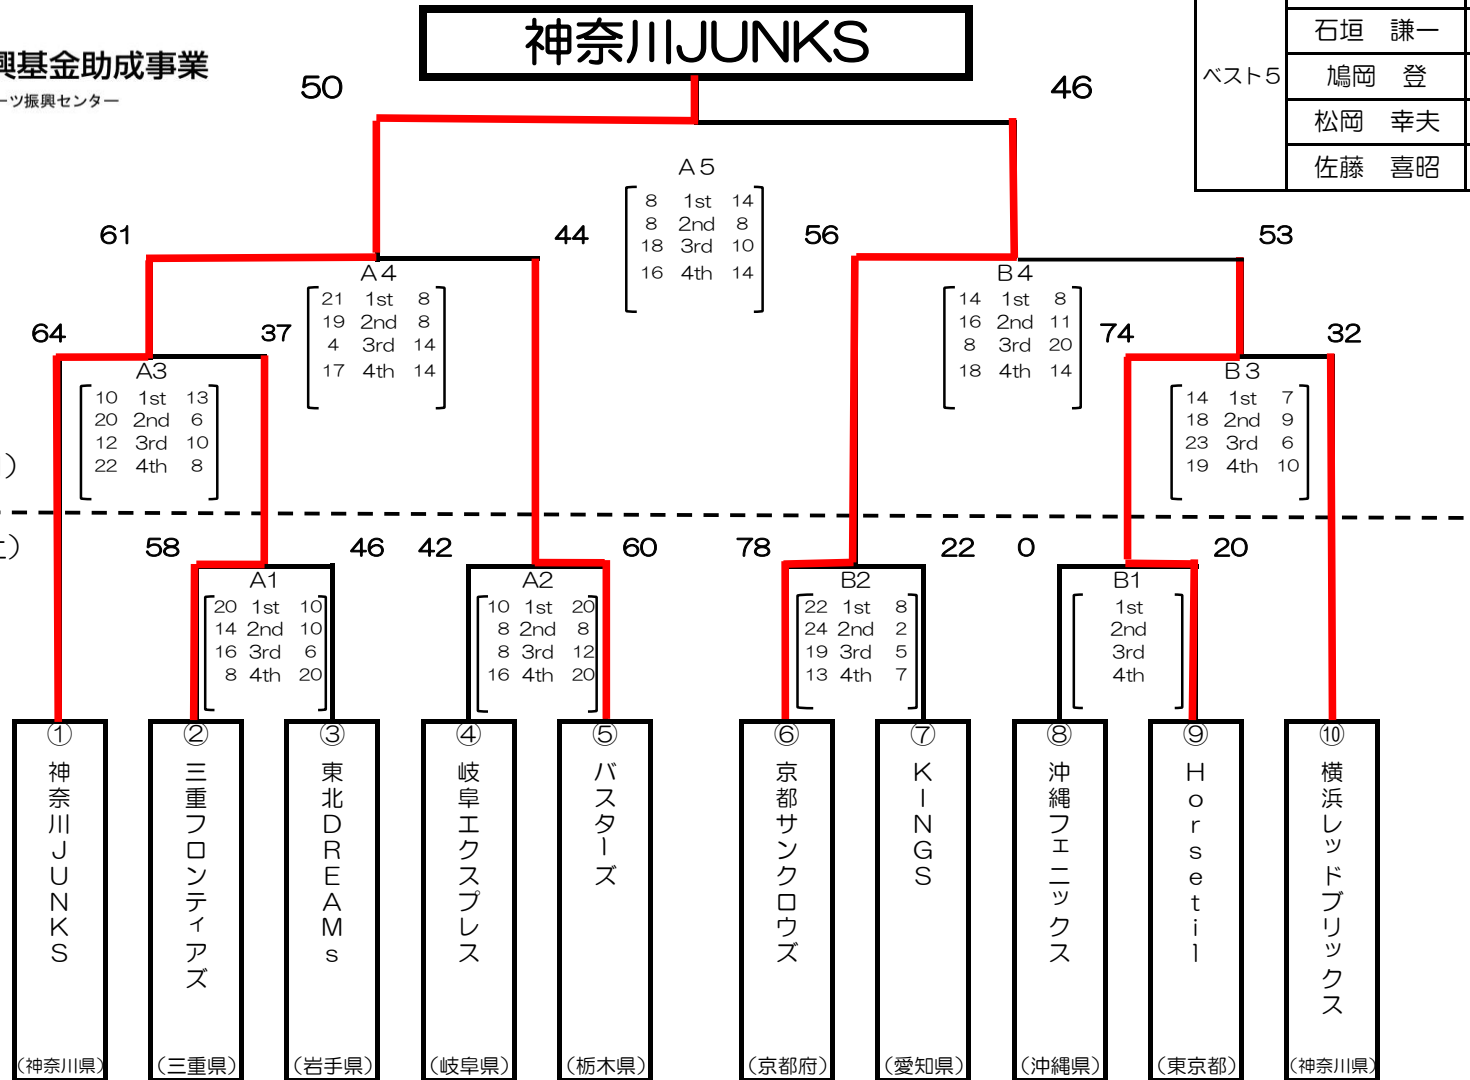 神奈川JUNKS
興基金助成事業
ーツ振興センター
ベスト5
石垣 謙一
鳩岡 登
松岡 幸夫
佐藤 喜昭
50
46
A5
8 1st 14
8 2nd 8
18 3rd 10
16 4th 14
61
44
56
53
A4
21 1st 8
19 2nd 8
4 3rd 14
17 4th 14
B4
14 1st 8
16 2nd 11
8 3rd 20
18 4th 14
64
37
74
32
A3
10 1st 13
20 2nd 6
12 3rd 10
22 4th 8
B3
14 1st 7
18 2nd 9
23 3rd 6
19 4th 10
)
)
58
46
42
60
78
22
0
20
A1
20 1st 10
14 2nd 10
16 3rd 6
8 4th 20
A2
10 1st 20
8 2nd 8
8 3rd 12
16 4th 20
B2
22 1st 8
24 2nd 2
19 3rd 5
13 4th 7
B1
1st
2nd
3rd
4th
①
神奈川JUNKS
(神奈川県)
②
三重フロンティアズ
(三重県)
③
東北DREAMs
(岩手県)
④
岐阜エクスプレス
(岐阜県)
⑤
バスターズ
(栃木県)
⑥
京都サンクロウズ
(京都府)
⑦
KINGS
(愛知県)
⑧
沖縄フェニックス
(沖縄県)
⑨
Horsetil
(東京都)
⑩
横浜レッドブリックス
(神奈川県)